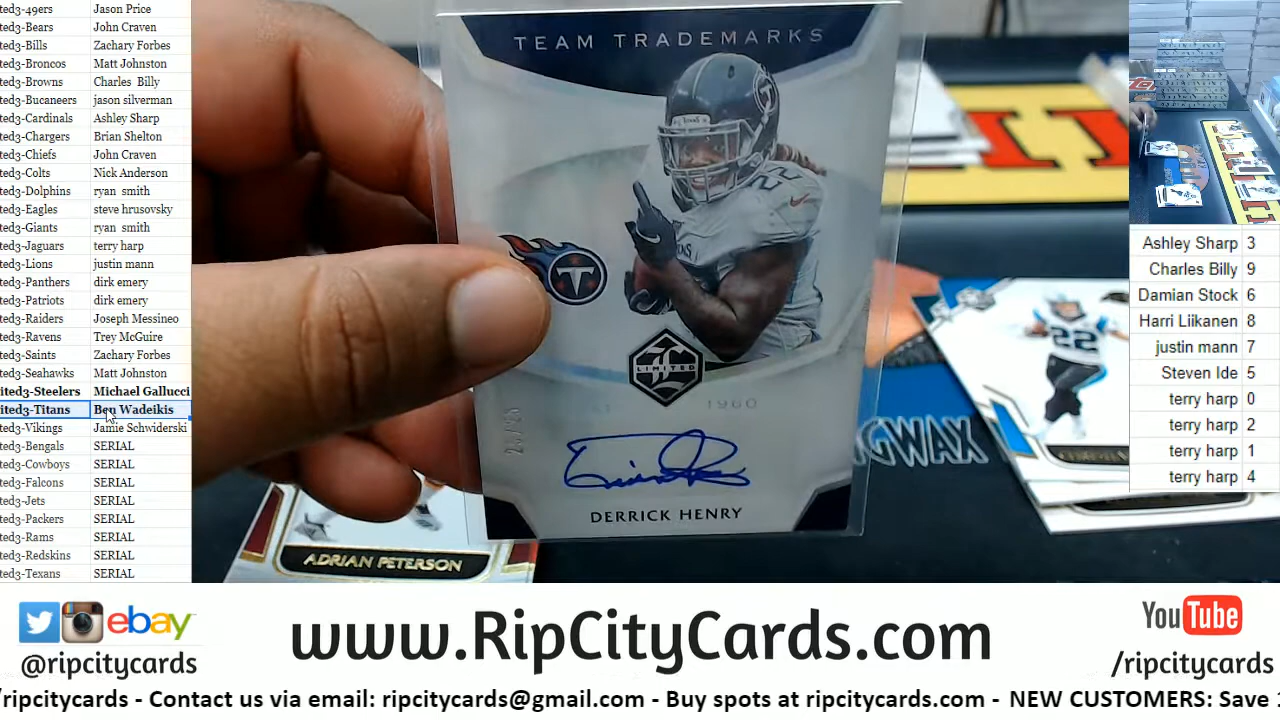 ted3-49ers Jason Price
ted3-Bears John Craven
ted3-Bills Zachary Forbes
ted3-Broncos Matt Johnston
ted3-Browns Charles Billy
ted3-Bucaneers jason silverman
ted3-Cardinals Ashley Sharp
ted3-Chargers Brian Shelton
ted3-Chiefs John Craven
ted3-Colts Nick Anderson
ted3-Dolphins ryan smith
ted3-Eagles steve hrusovsky
ted3-Giants ryan smith
ted3-Jaguars terry harp
ted3-Lions justin mann
ted3-Panthers dirk emery
ted3-Patriots dirk emery
ted3-Raiders Joseph Messineo
ted3-Ravens Trey McGuire
ted3-Saints Zachary Forbes
ted3-Seahawks Matt Johnston
ited3-Steelers Michael Gallucci
ited3-Titans Ben Wadeikis
ted3-Vikings Jamie Schwiderski
ted3-Bengals SERIAL
ted3-Cowboys SERIAL
ted3-Falcons SERIAL
ted3-Jets SERIAL
ted3-Packers SERIAL
ted3-Rams SERIAL
ted3-Redskins SERIAL
ted3-Texans SERIAL
TEAM TRADEMARKS
22
T
LIMITED
1960
DERRICK HENRY
ADRIAN PETERSON
GWAX
22
Ashley Sharp 3
Charles Billy 9
Damian Stock 6
Harri Liikanen 8
justin mann 7
Steven Ide 5
terry harp 0
terry harp 2
terry harp 1
terry harp 4
ebay
@ripcitycards
www.RipCityCards.com
YouTube
/ripcitycards
/ripcitycards - Contact us via email: ripcitycards@gmail.com - Buy spots at ripcitycards.com - NEW CUSTOMERS: Save